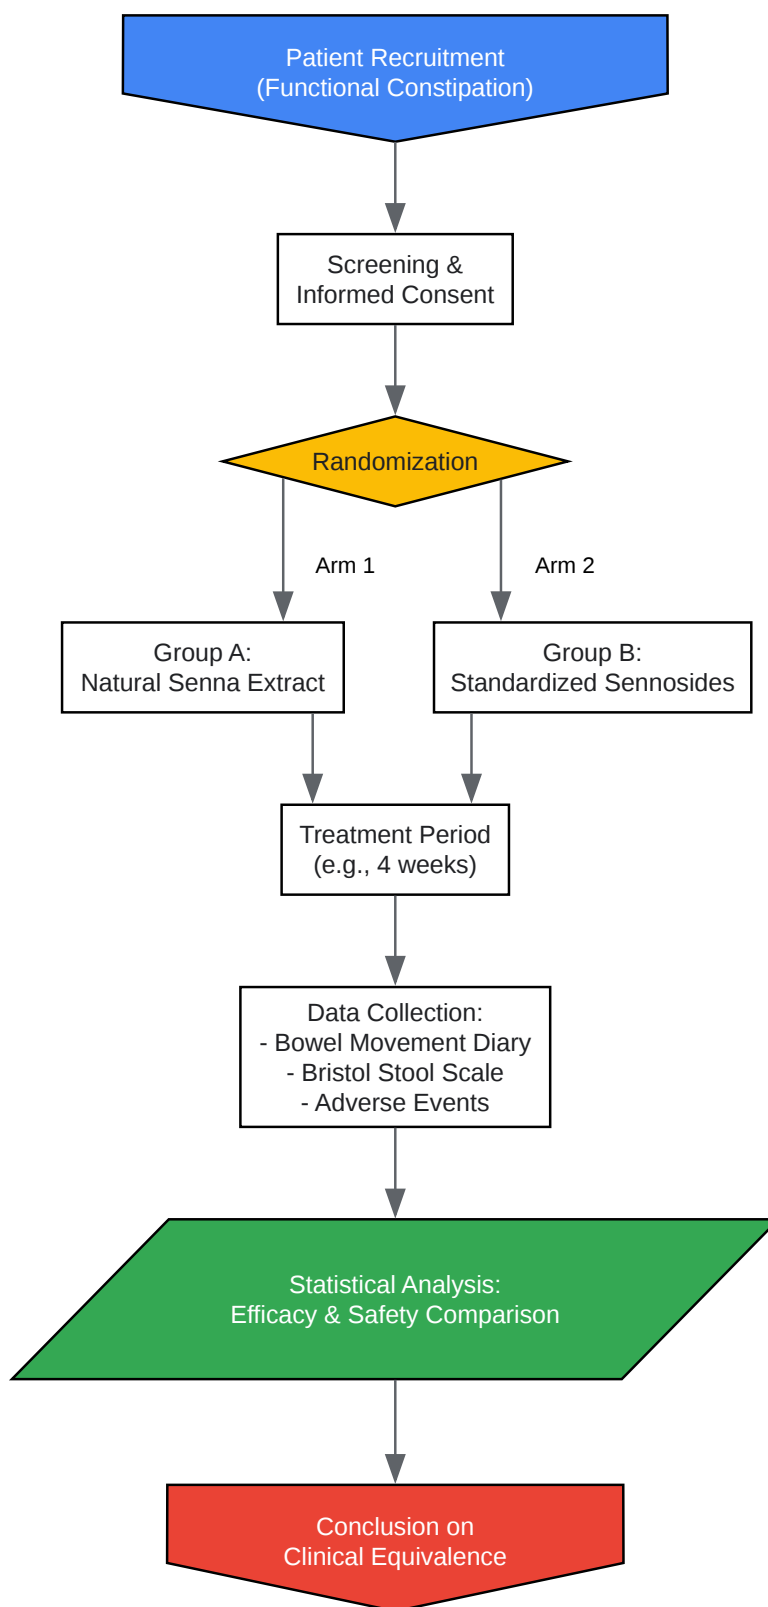 Patient Recruitment
(Functional Constipation)
Screening &
Informed Consent
Randomization
Arm 1
Arm 2
Group A:
Natural Senna Extract
Group B:
Standardized Sennosides
Treatment Period
(e.g., 4 weeks)
Data Collection:
- Bowel Movement Diary
- Bristol Stool Scale
- Adverse Events
Statistical Analysis:
Efficacy & Safety Comparison
Conclusion on
Clinical Equivalence